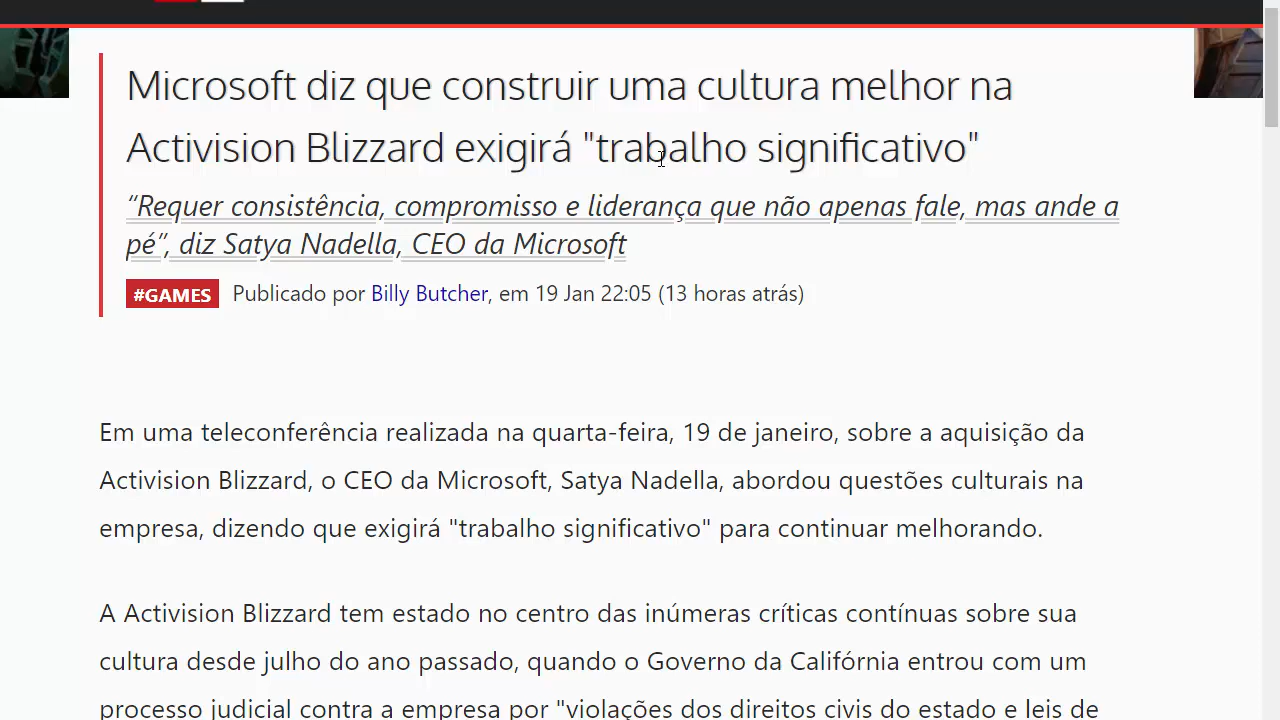 Microsoft diz que construir uma cultura melhor na
Activision Blizzard exigirá "trabalho significativo"
“Requer consistência, compromisso e liderança que não apenas fale, mas ande a
pé”, diz Satya Nadella, CEO da Microsoft
#GAMES Publicado por Billy Butcher, em 19 Jan 22:05 (13 horas atrás)
Em uma teleconferência realizada na quarta-feira, 19 de janeiro, sobre a aquisição da
Activision Blizzard, o CEO da Microsoft, Satya Nadella, abordou questões culturais na
empresa, dizendo que exigirá "trabalho significativo" para continuar melhorando.
A Activision Blizzard tem estado no centro das inúmeras críticas contínuas sobre sua
cultura desde julho do ano passado, quando o Governo da Califórnia entrou com um
processo judicial contra a empresa por "violações dos direitos civis do estado e leis de